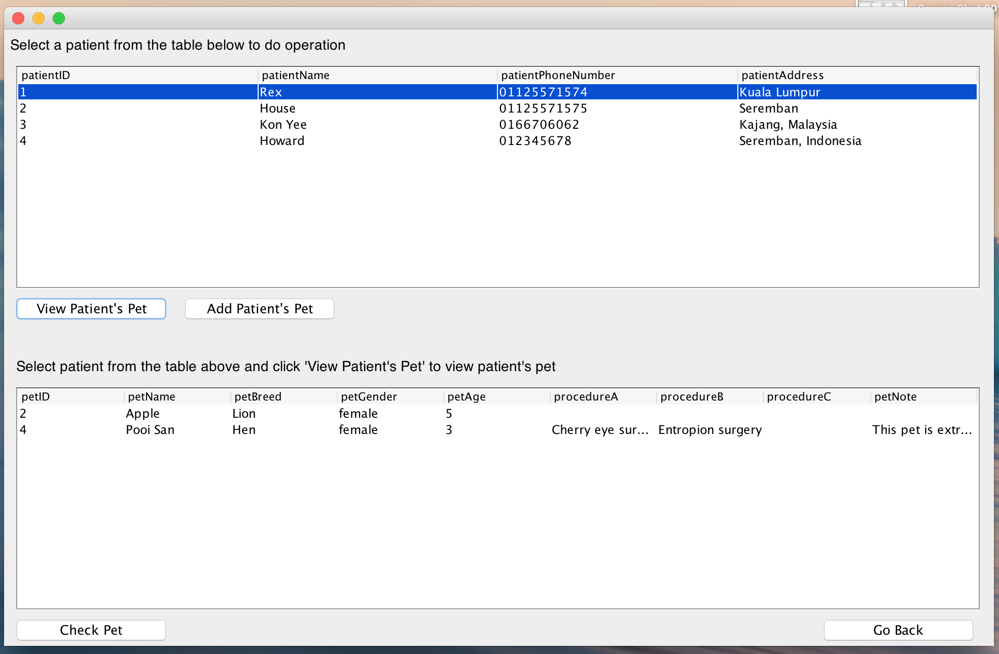 Select a patient from the table below to do operation
patientID patientName patientPhoneNumber patientAddress
1 Rex 01125571574 Kuala Lumpur
2 House 01125571575 Seremban
3 Kon Yee 0166706062 Kajang, Malaysia
4 Howard 012345678 Seremban, Indonesia
View Patient's Pet Add Patient's Pet
Select patient from the table above and click 'View Patient's Pet' to view patient's pet
petID petName petBreed petGender petAge procedureA procedureB procedureC petNote
2 Apple Lion female 5
4 Pooi San Hen female 3 Cherry eye sur... Entropion surgery This pet is extr...
Check Pet Go Back